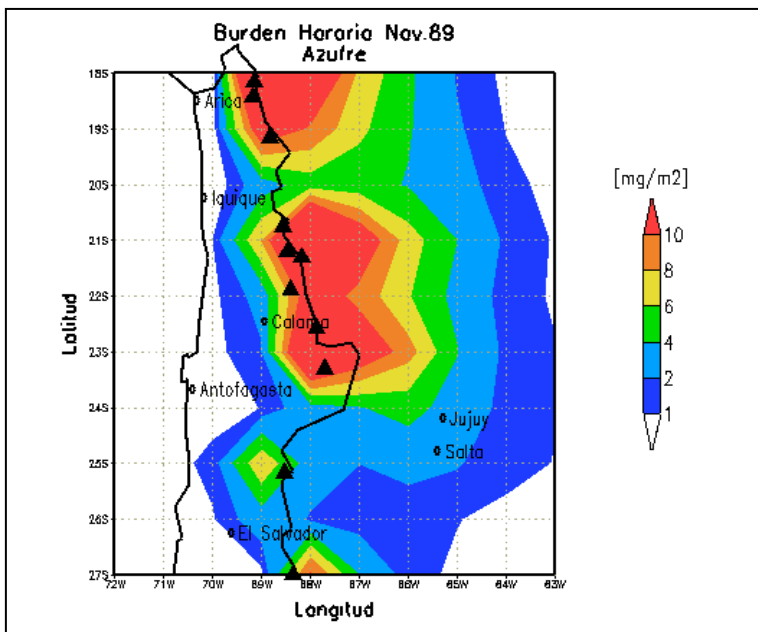 Burden Horaria Nov.89
Azufre
18S
Arica
19S
20S
Iquique
21S
22S
Calama
23S
Antofagasta
24S
Jujuy
Salta
25S
26S
El Salvador
27S
72W 71W 70W 69W 68W 67W 66W 65W 64W 63W
Longitud
Latitud
[mg/m2]
10
8
6
4
2
1